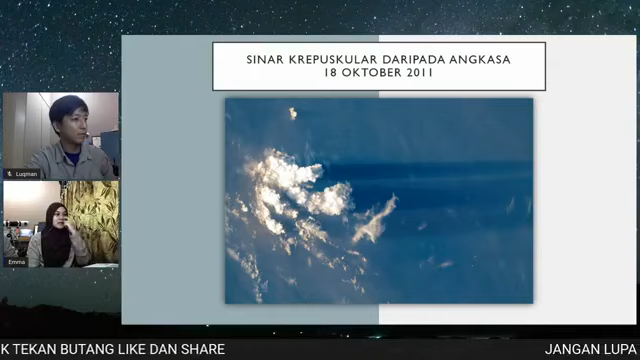 SINAR KREPUSKULAR DARIPADA ANGKASA
18 OKTOBER 2011
Luqman
Emma
K TEKAN BUTANG LIKE DAN SHARE
JANGAN LUPA